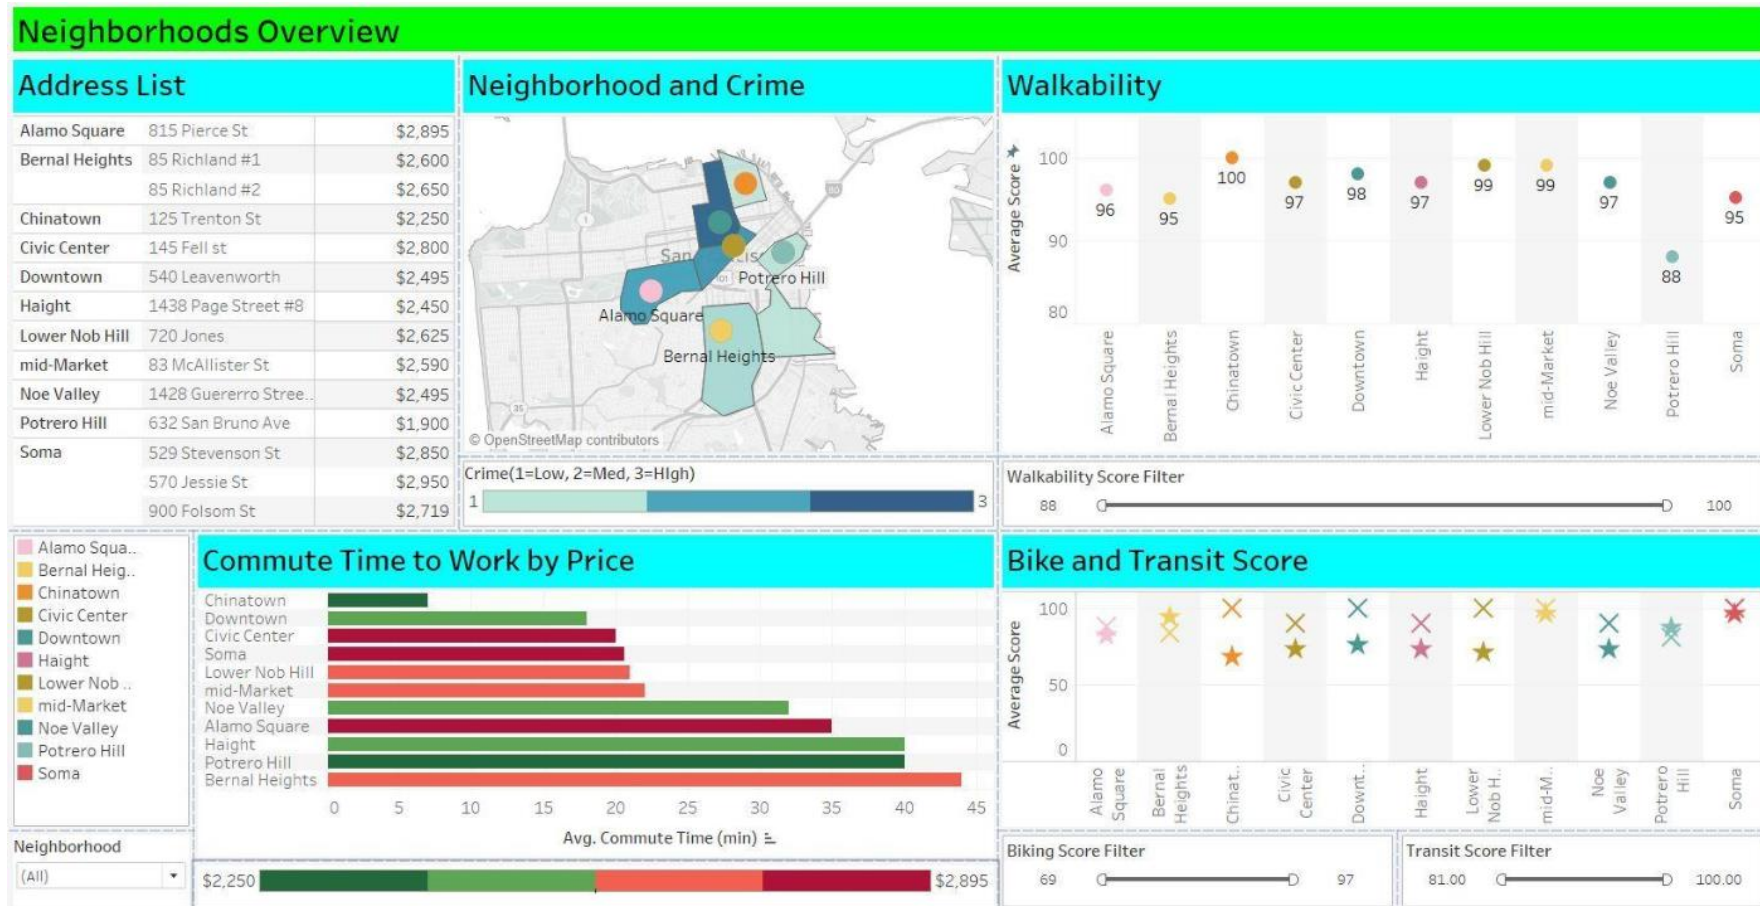 Neighborhoods Overview
Address List
Alamo Square 815 Pierce St $2,895
Bernal Heights 85 Richland #1 $2,600
85 Richland #2 $2,650
Chinatown 125 Trenton St $2,250
Civic Center 145 Fell st $2,800
Downtown 540 Leavenworth $2,495
Haight 1438 Page Street #8 $2,450
Lower Nob Hill 720 Jones $2,625
mid-Market 83 McAllister St $2,590
Noe Valley 1428 Guererro Stree.. $2,495
Potrero Hill 632 San Bruno Ave $1,900
Soma 529 Stevenson St $2,850
570 Jessie St $2,950
900 Folsom St $2,719
Neighborhood and Crime
80
1
Potrero Hill
101
Alamo Square
Bernal Heights
35
© OpenStreetMap contributors
Crime(1=Low, 2=Med, 3=HIgh)
1 3
Walkability
Average Score
100
90
80
96 95 100 97 98 97 99 99 97 88 95
Alamo Square
Bernal Heights
Chinatown
Civic Center
Downtown
Haight
Lower Nob Hill
mid-Market
Noe Valley
Potrero Hill
Soma
Walkability Score Filter
88 100
Alamo Squa..
Bernal Heig..
Chinatown
Civic Center
Downtown
Haight
Lower Nob ..
mid-Market
Noe Valley
Potrero Hill
Soma
Neighborhood
(All)
Commute Time to Work by Price
Chinatown
Downtown
Civic Center
Soma
Lower Nob Hill
mid-Market
Noe Valley
Alamo Square
Haight
Potrero Hill
Bernal Heights
0 5 10 15 20 25 30 35 40 45
Avg. Commute Time (min)
$2,250 $2,895
Bike and Transit Score
Average Score
100
50
0
Alamo
Square
Bernal
Heights
Chinat..
Civic
Center
Downt..
Haight
Lower
Nob H..
mid-M..
Noe
Valley
Potrero
Hill
Soma
Biking Score Filter
69 97
Transit Score Filter
81.00 100.00